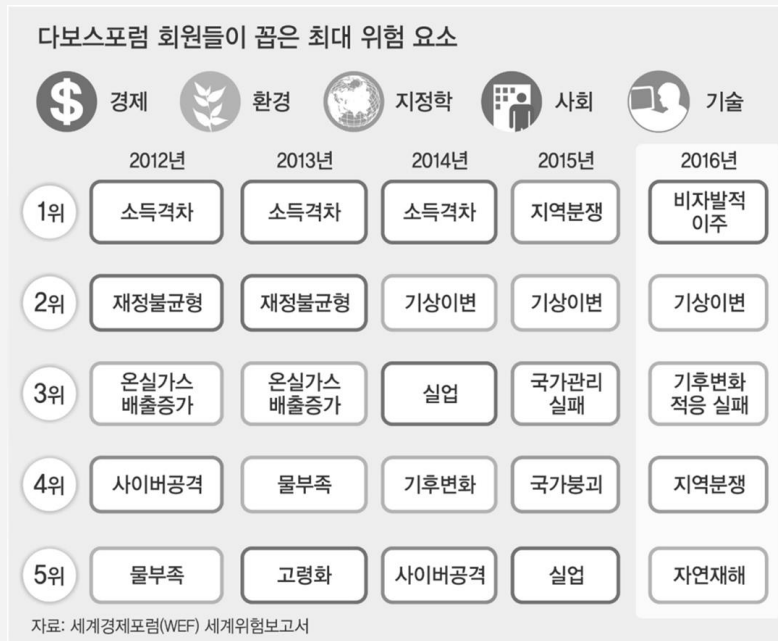 다보스포럼 회원들이 꼽은 최대 위험 요소
$ 경제 환경 지정학 사회 기술
2012년 2013년 2014년 2015년 2016년
1위 소득격차 소득격차 소득격차 지역분쟁 비자발적
이주
2위 재정불균형 재정불균형 기상이변 기상이변 기상이변
3위 온실가스
배출증가 온실가스
배출증가 실업 국가관리
실패 기후변화
적응 실패
4위 사이버공격 물부족 기후변화 국가붕괴 지역분쟁
5위 물부족 고령화 사이버공격 실업 자연재해
자료: 세계경제포럼(WEF) 세계위험보고서